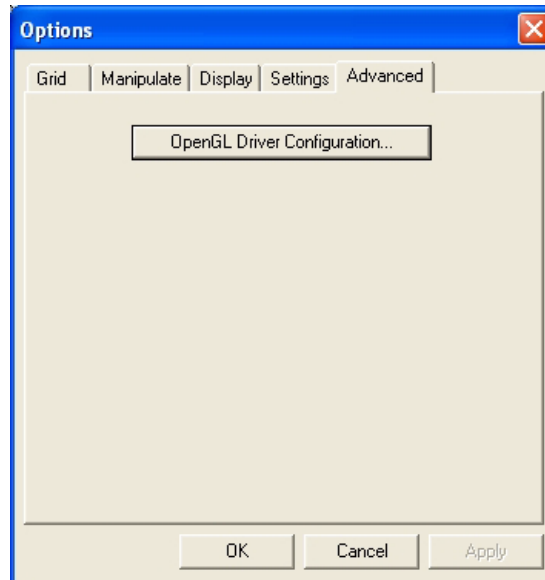 Options
Grid Manipulate Display Settings Advanced
OpenGL Driver Configuration...
OK Cancel Apply